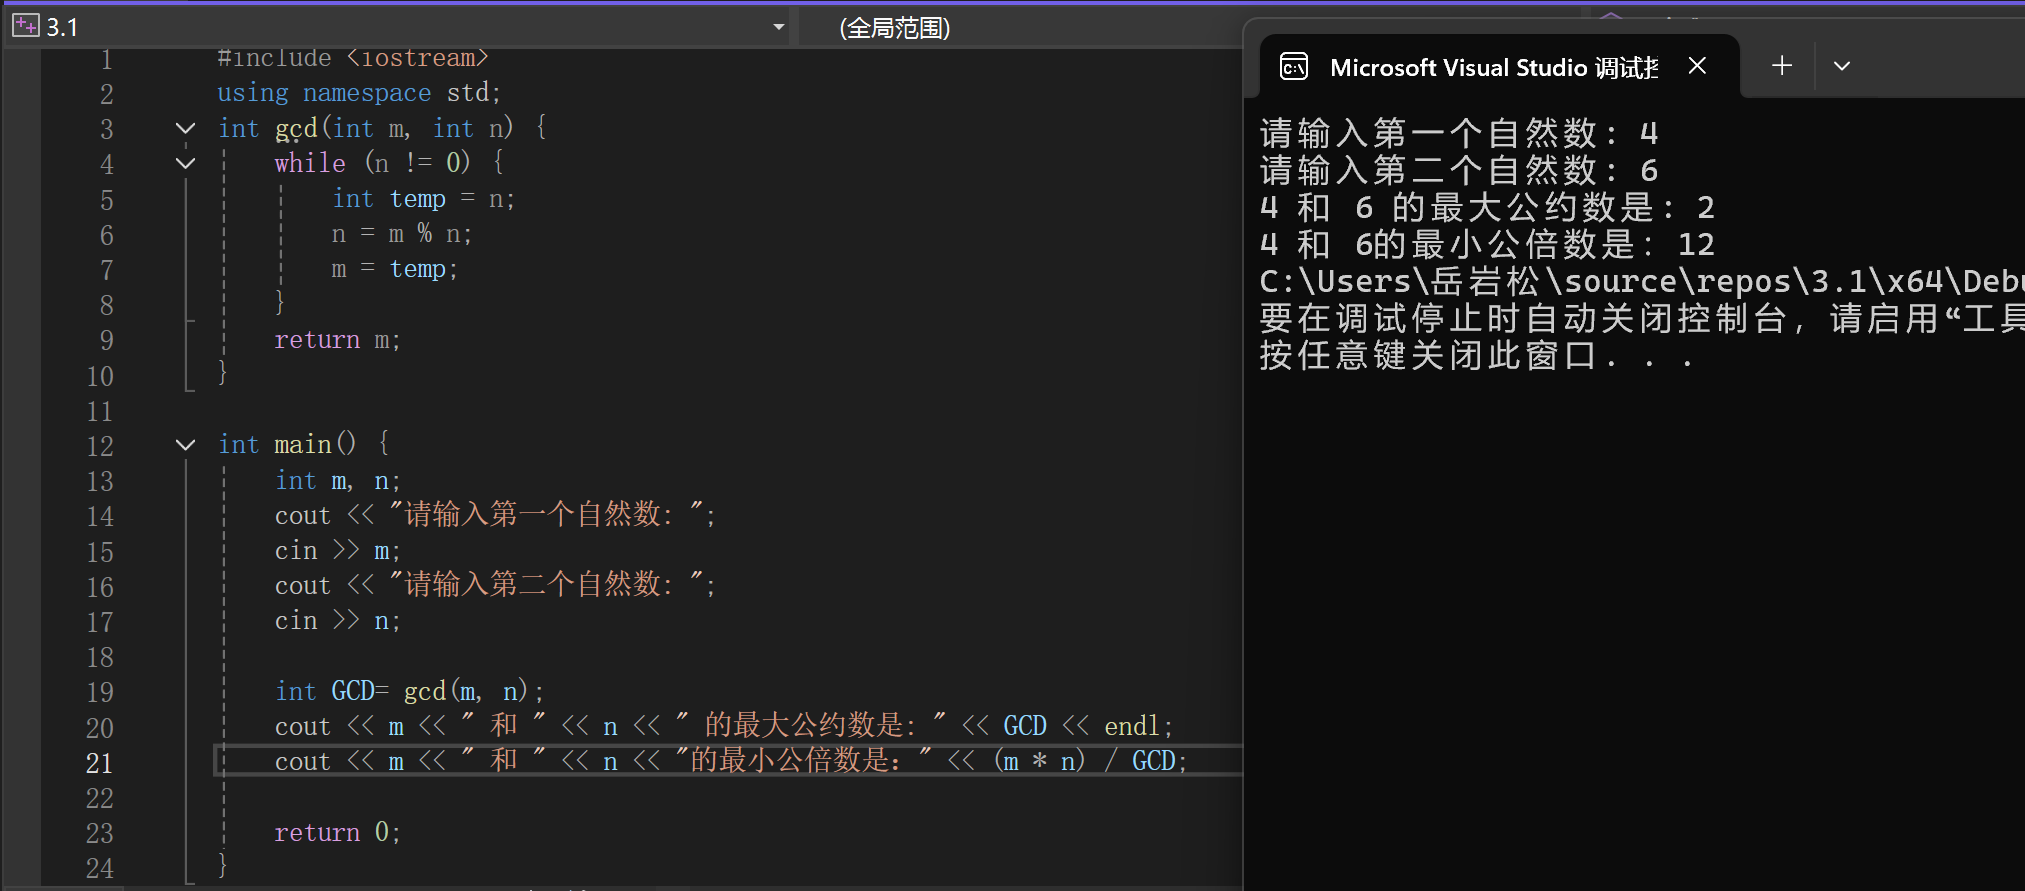 3.1
(全局范围)
1 #include <iostream>
2 using namespace std;
3 int gcd(int m, int n) {
4 while (n != 0) {
5 int temp = n;
6 n = m % n;
7 m = temp;
8 }
9 return m;
10 }
11
12 int main() {
13 int m, n;
14 cout << "请输入第一个自然数: ";
15 cin >> m;
16 cout << "请输入第二个自然数: ";
17 cin >> n;
18
19 int GCD= gcd(m, n);
20 cout << m << " 和 " << n << " 的最大公约数是: " << GCD << endl;
21 cout << m << " 和 " << n << "的最小公倍数是：" << (m * n) / GCD;
22
23 return 0;
24 }
Microsoft Visual Studio 调试
请输入第一个自然数: 4
请输入第二个自然数: 6
4 和 6 的最大公约数是: 2
4 和 6的最小公倍数是：12
C:\Users\岳岩松\source\repos\3.1\x64\Debu
要在调试停止时自动关闭控制台，请启用“工具
按任意键关闭此窗口. . .